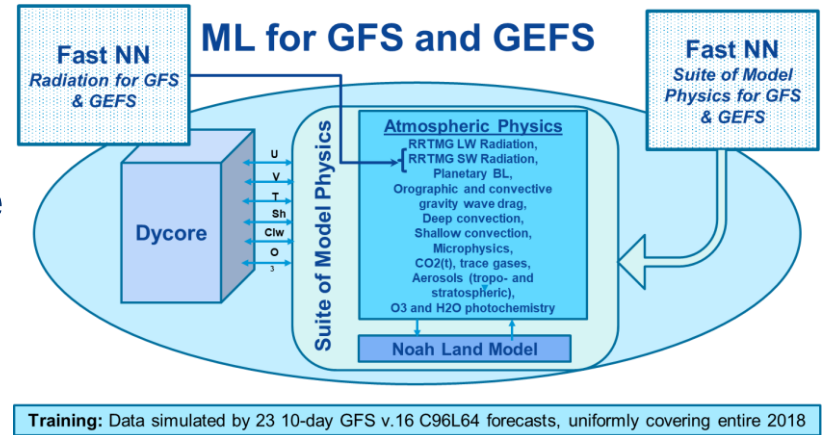 ML for GFS and GEFS
Fast NN
Radiation for GFS
& GEFS
Fast NN
Suite of Model
Physics for GFS
& GEFS
e
Dycore
U
V
T
Sh
Clw
O
3
Suite of Model Physics
Atmospheric Physics
RRTMG LW Radiation,
RRTMG SW Radiation,
Planetary BL,
Orographic and convective
gravity wave drag,
Deep convection,
Shallow convection,
Microphysics,
CO2(t), trace gases,
Aerosols (tropo- and
stratospheric),
O3 and H2O photochemistry
Noah Land Model
Training: Data simulated by 23 10-day GFS v.16 C96L64 forecasts, uniformly covering entire 2018